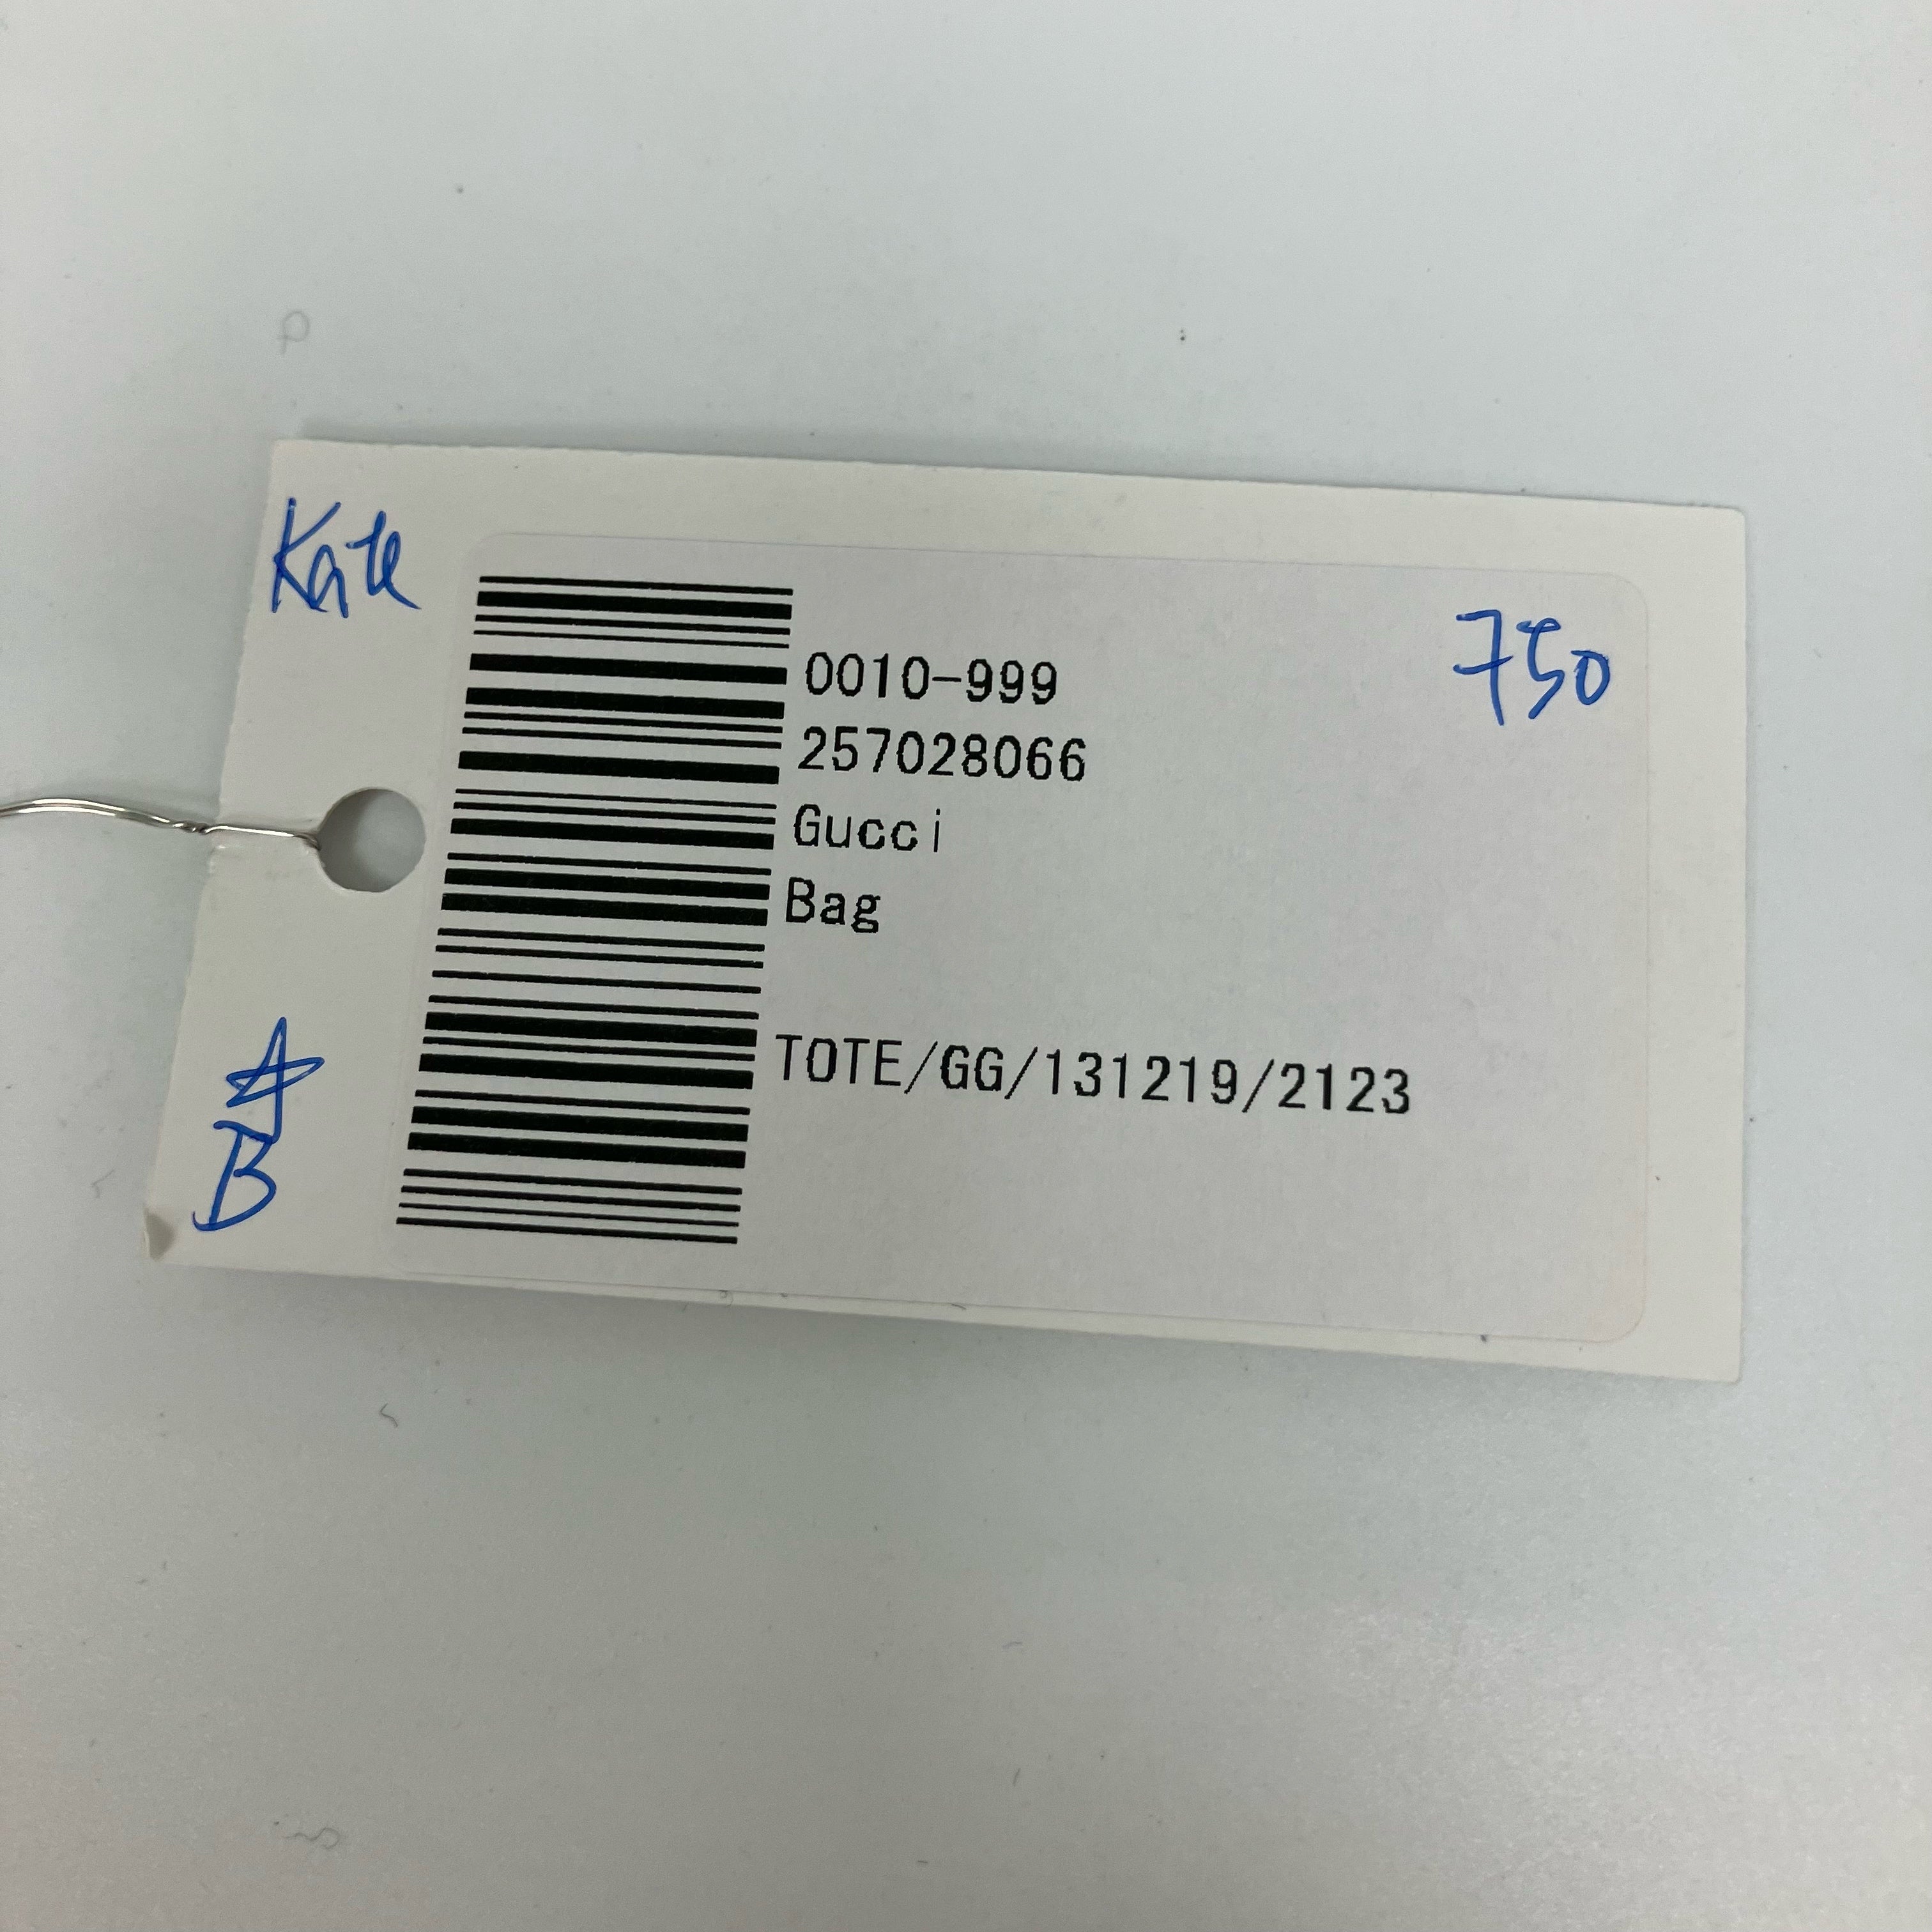 Kate
750
0010-999
257028066
Gucci
Bag
TOTE/GG/131219/2123
A
B